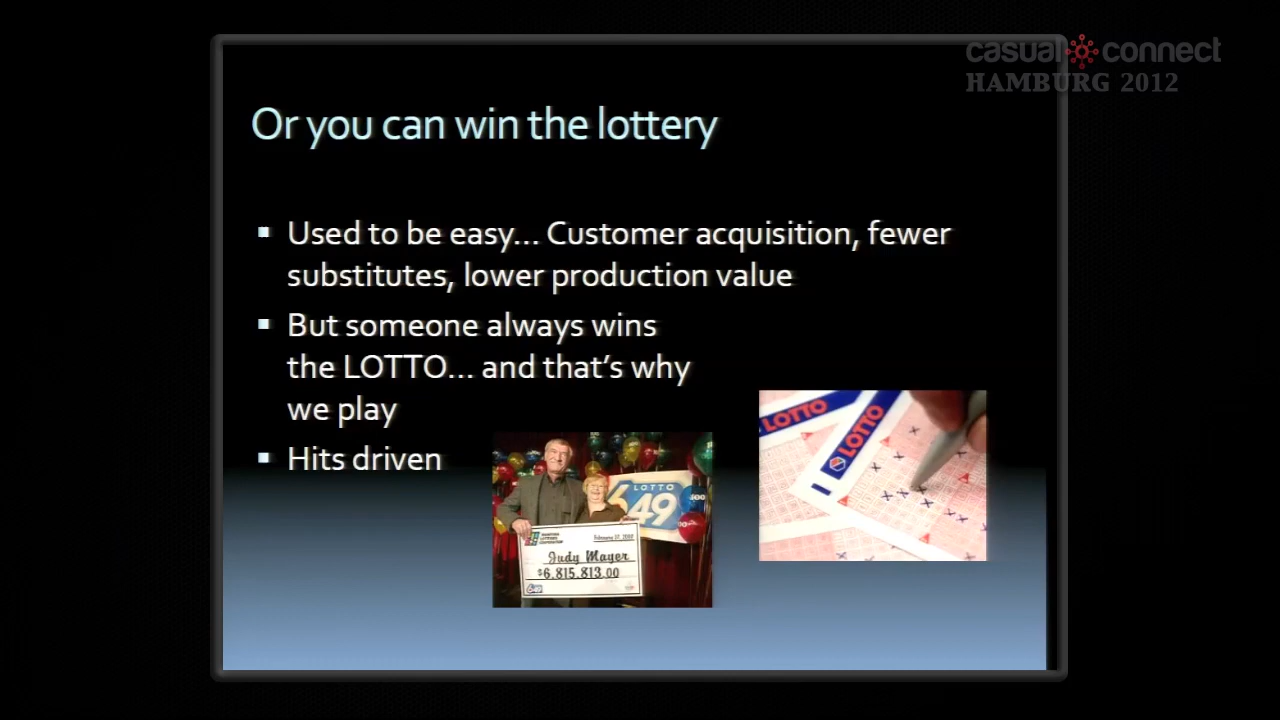 casual connect
HAMBURG 2012
Or you can win the lottery
Used to be easy... Customer acquisition, fewer
substitutes, lower production value
But someone always wins
the LOTTO... and that's why
we play
Hits driven
LOTTO
6/49
Judy Mayer
$6,815,813.00
649
LOTTO
LOTTO